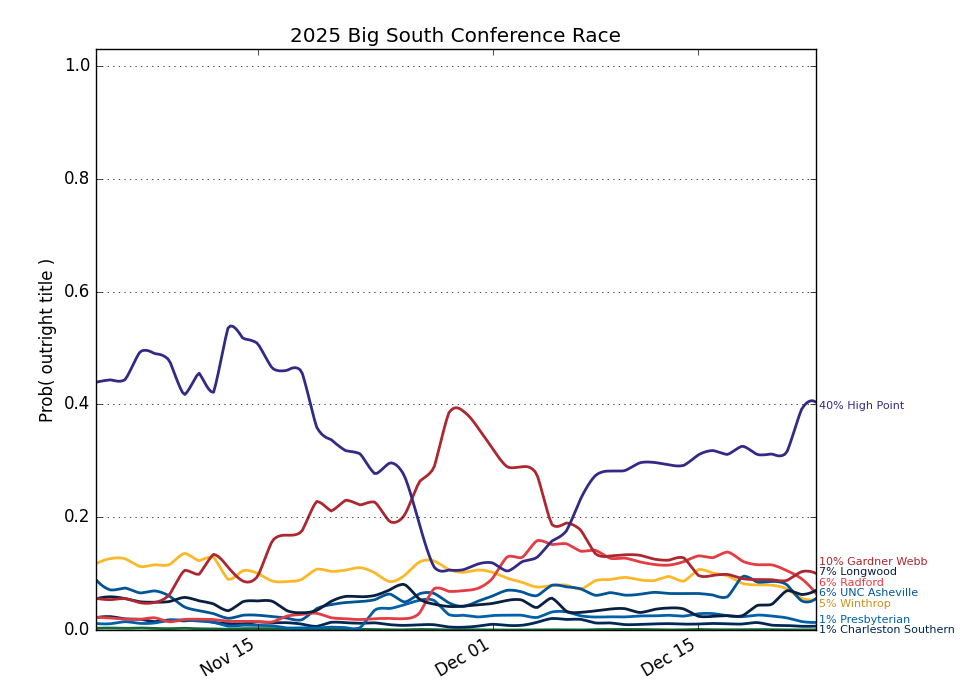 2025 Big South Conference Race
Prob( outright title )
1.0
0.8
0.6
0.4
0.2
0.0
Nov 15
Dec 01
Dec 15
40% High Point
10% Gardner Webb
7% Longwood
6% Radford
6% UNC Asheville
5% Winthrop
1% Presbyterian
1% Charleston Southern